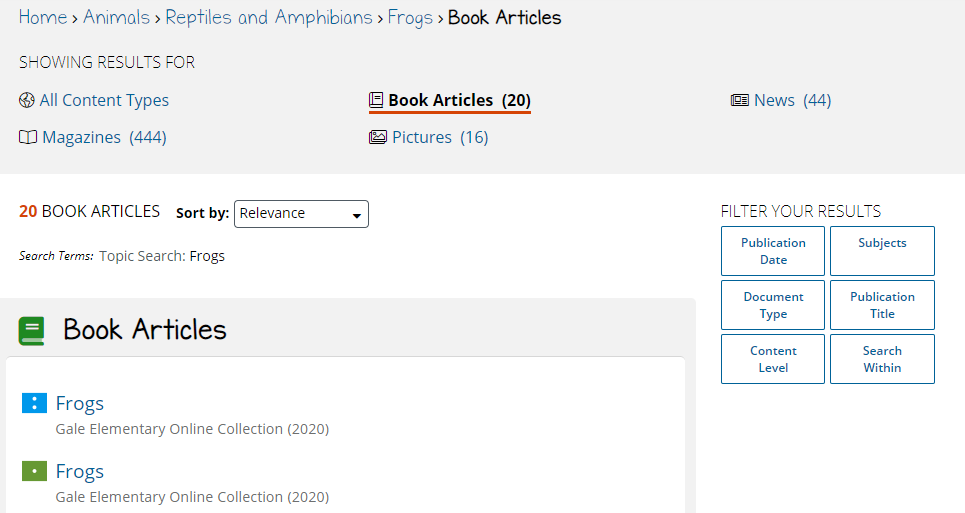 Home › Animals › Reptiles and Amphibians › Frogs › Book Articles
SHOWING RESULTS FOR
All Content Types
Book Articles (20)
News (44)
Magazines (444)
Pictures (16)
20 BOOK ARTICLES
Sort by: Relevance
Search Terms: Topic Search: Frogs
FILTER YOUR RESULTS
Publication
Date
Subjects
Document
Type
Publication
Title
Content
Level
Search
Within
Book Articles
Frogs
Gale Elementary Online Collection (2020)
Frogs
Gale Elementary Online Collection (2020)